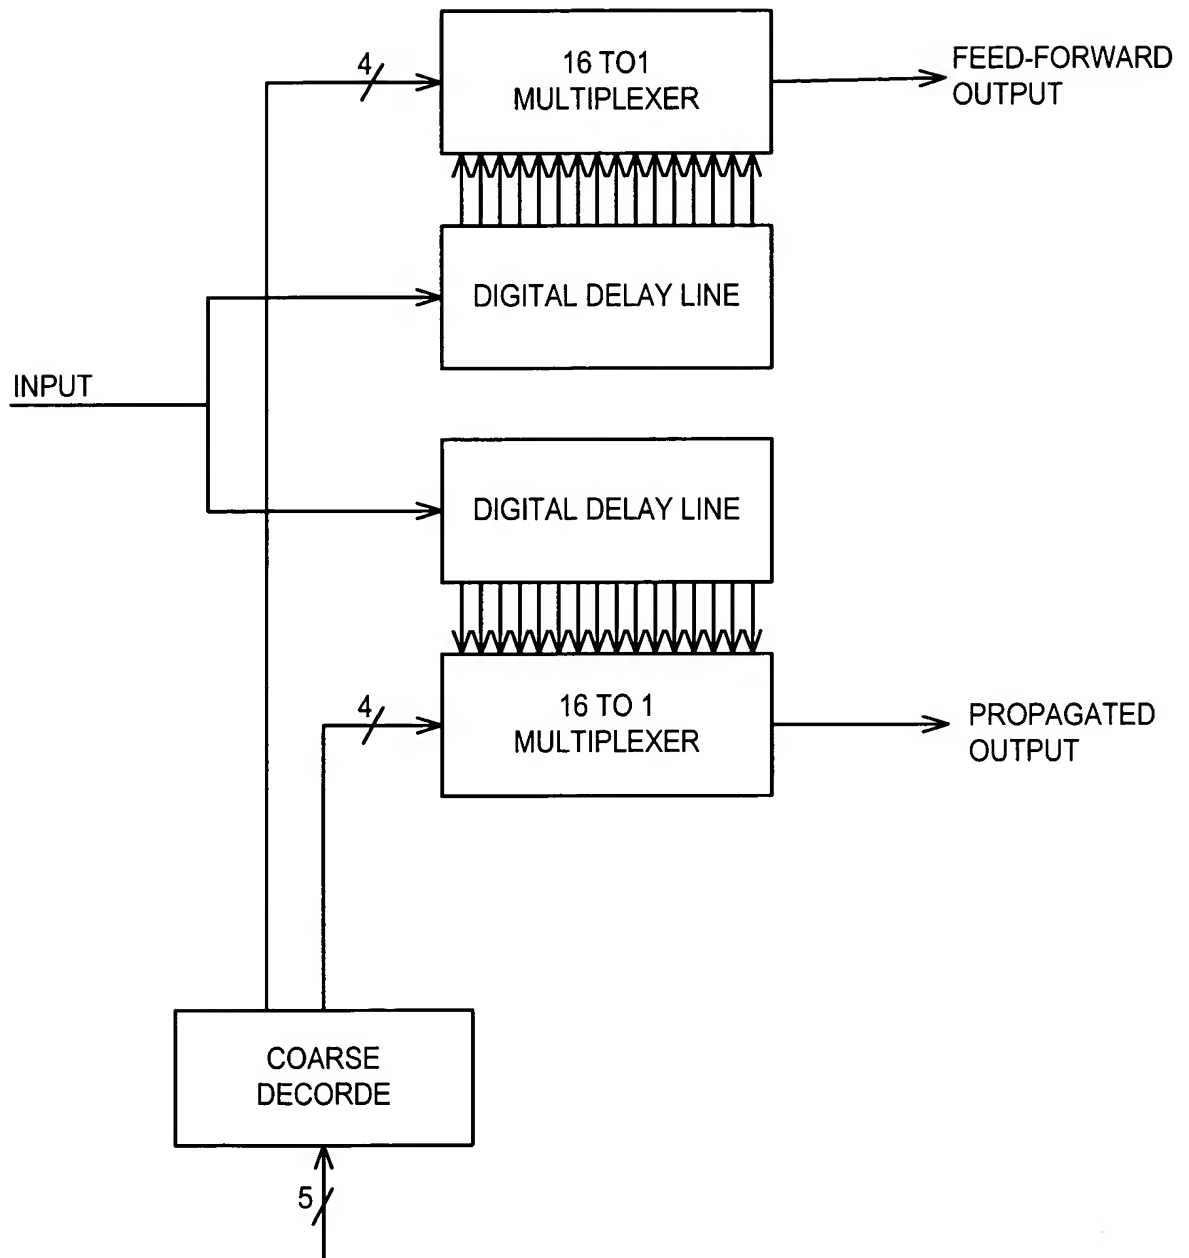 4
16 TO1
MULTIPLEXER
FEED-FORWARD
OUTPUT
DIGITAL DELAY LINE
INPUT
DIGITAL DELAY LINE
4
16 TO 1
MULTIPLEXER
PROPAGATED
OUTPUT
COARSE
DECORDE
5